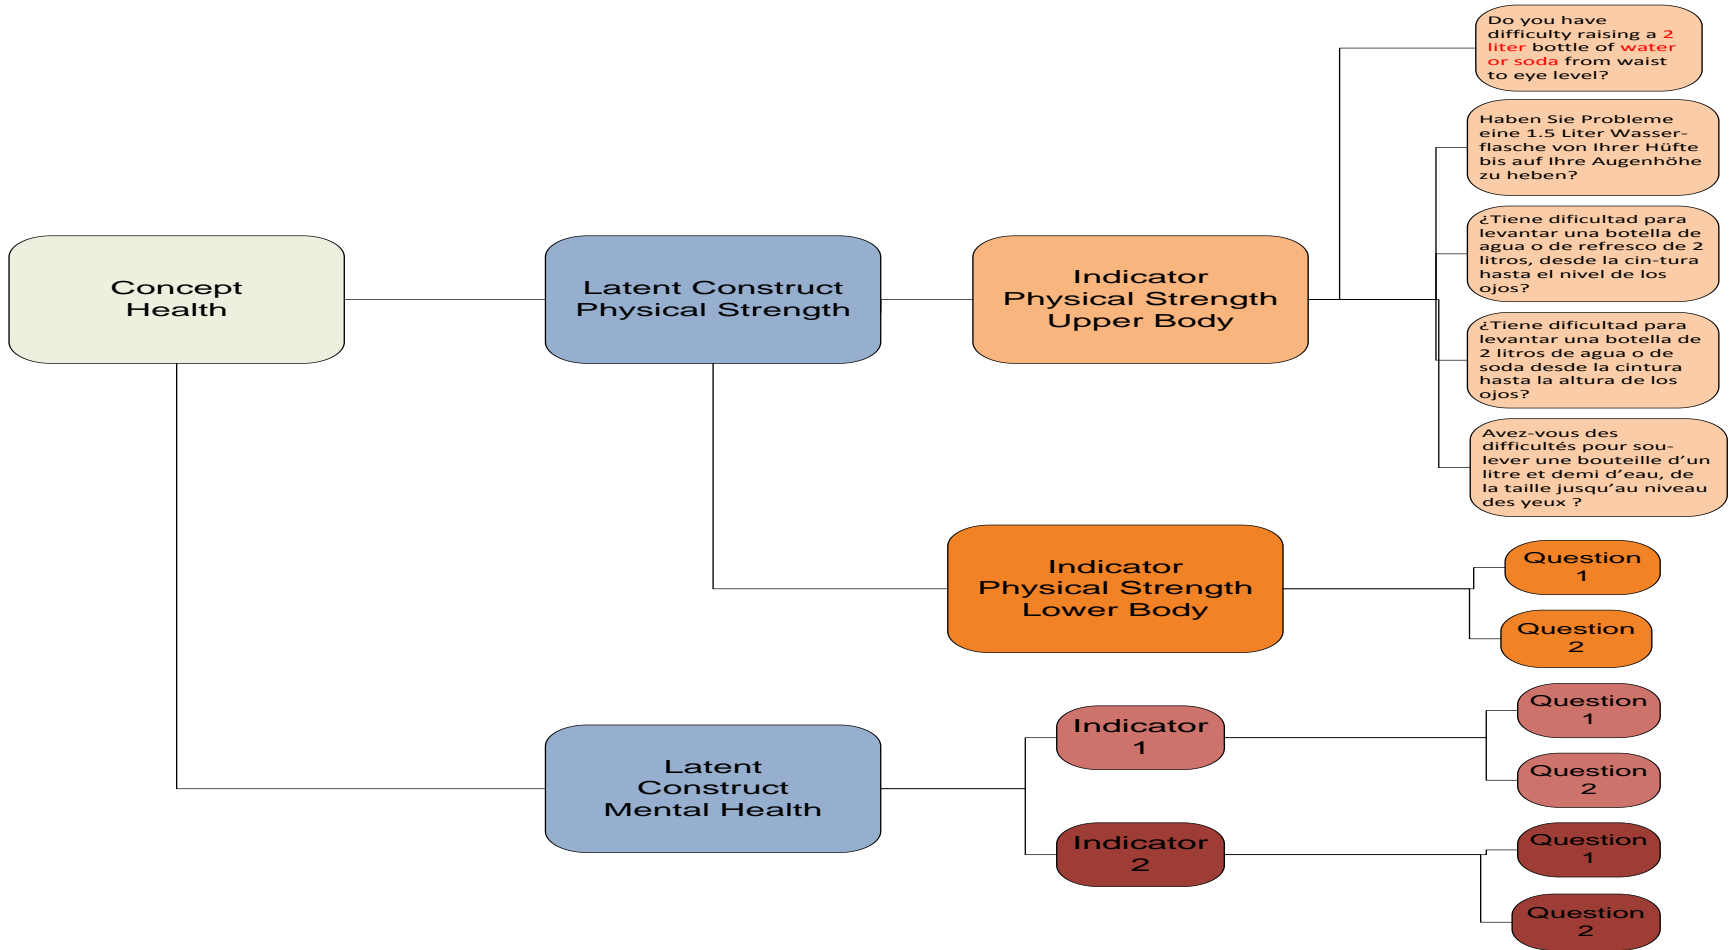 Do you have
difficulty raising a 2
liter bottle of water
or soda from waist
to eye level?
Haben Sie Probleme
eine 1.5 Liter Wasser-
flasche von Ihrer Hüfte
bis auf Ihre Augenhöhe
zu heben?
¿Tiene dificultad para
levantar una botella de
agua o de refresco de 2
litros, desde la cin-tura
hasta el nivel de los
ojos?
¿Tiene dificultad para
levantar una botella de
2 litros de agua o de
soda desde la cintura
hasta la altura de los
ojos?
Avez-vous des
difficultés pour sou-
lever une bouteille d’un
litre et demi d’eau, de
la taille jusqu’au niveau
des yeux ?
Concept
Health
Latent Construct
Physical Strength
Indicator
Physical Strength
Upper Body
Indicator
Physical Strength
Lower Body
Question
1
Question
2
Latent
Construct
Mental Health
Indicator
1
Question
1
Question
2
Indicator
2
Question
1
Question
2